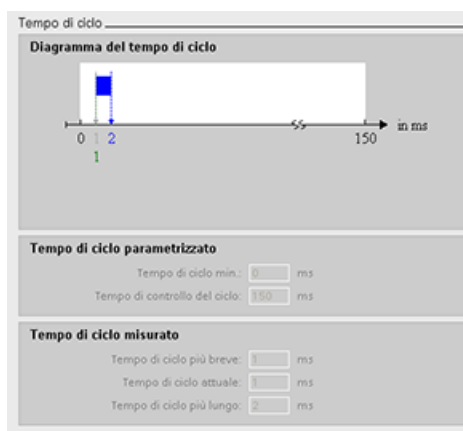 Tempo di ciclo
Diagramma del tempo di ciclo
0 1 2 150 in ms
1
Tempo di ciclo parametrizzato
Tempo di ciclo min.: 0 ms
Tempo di controllo del ciclo: 150 ms
Tempo di ciclo misurato
Tempo di ciclo più breve: 1 ms
Tempo di ciclo attuale: 1 ms
Tempo di ciclo più lungo: 2 ms